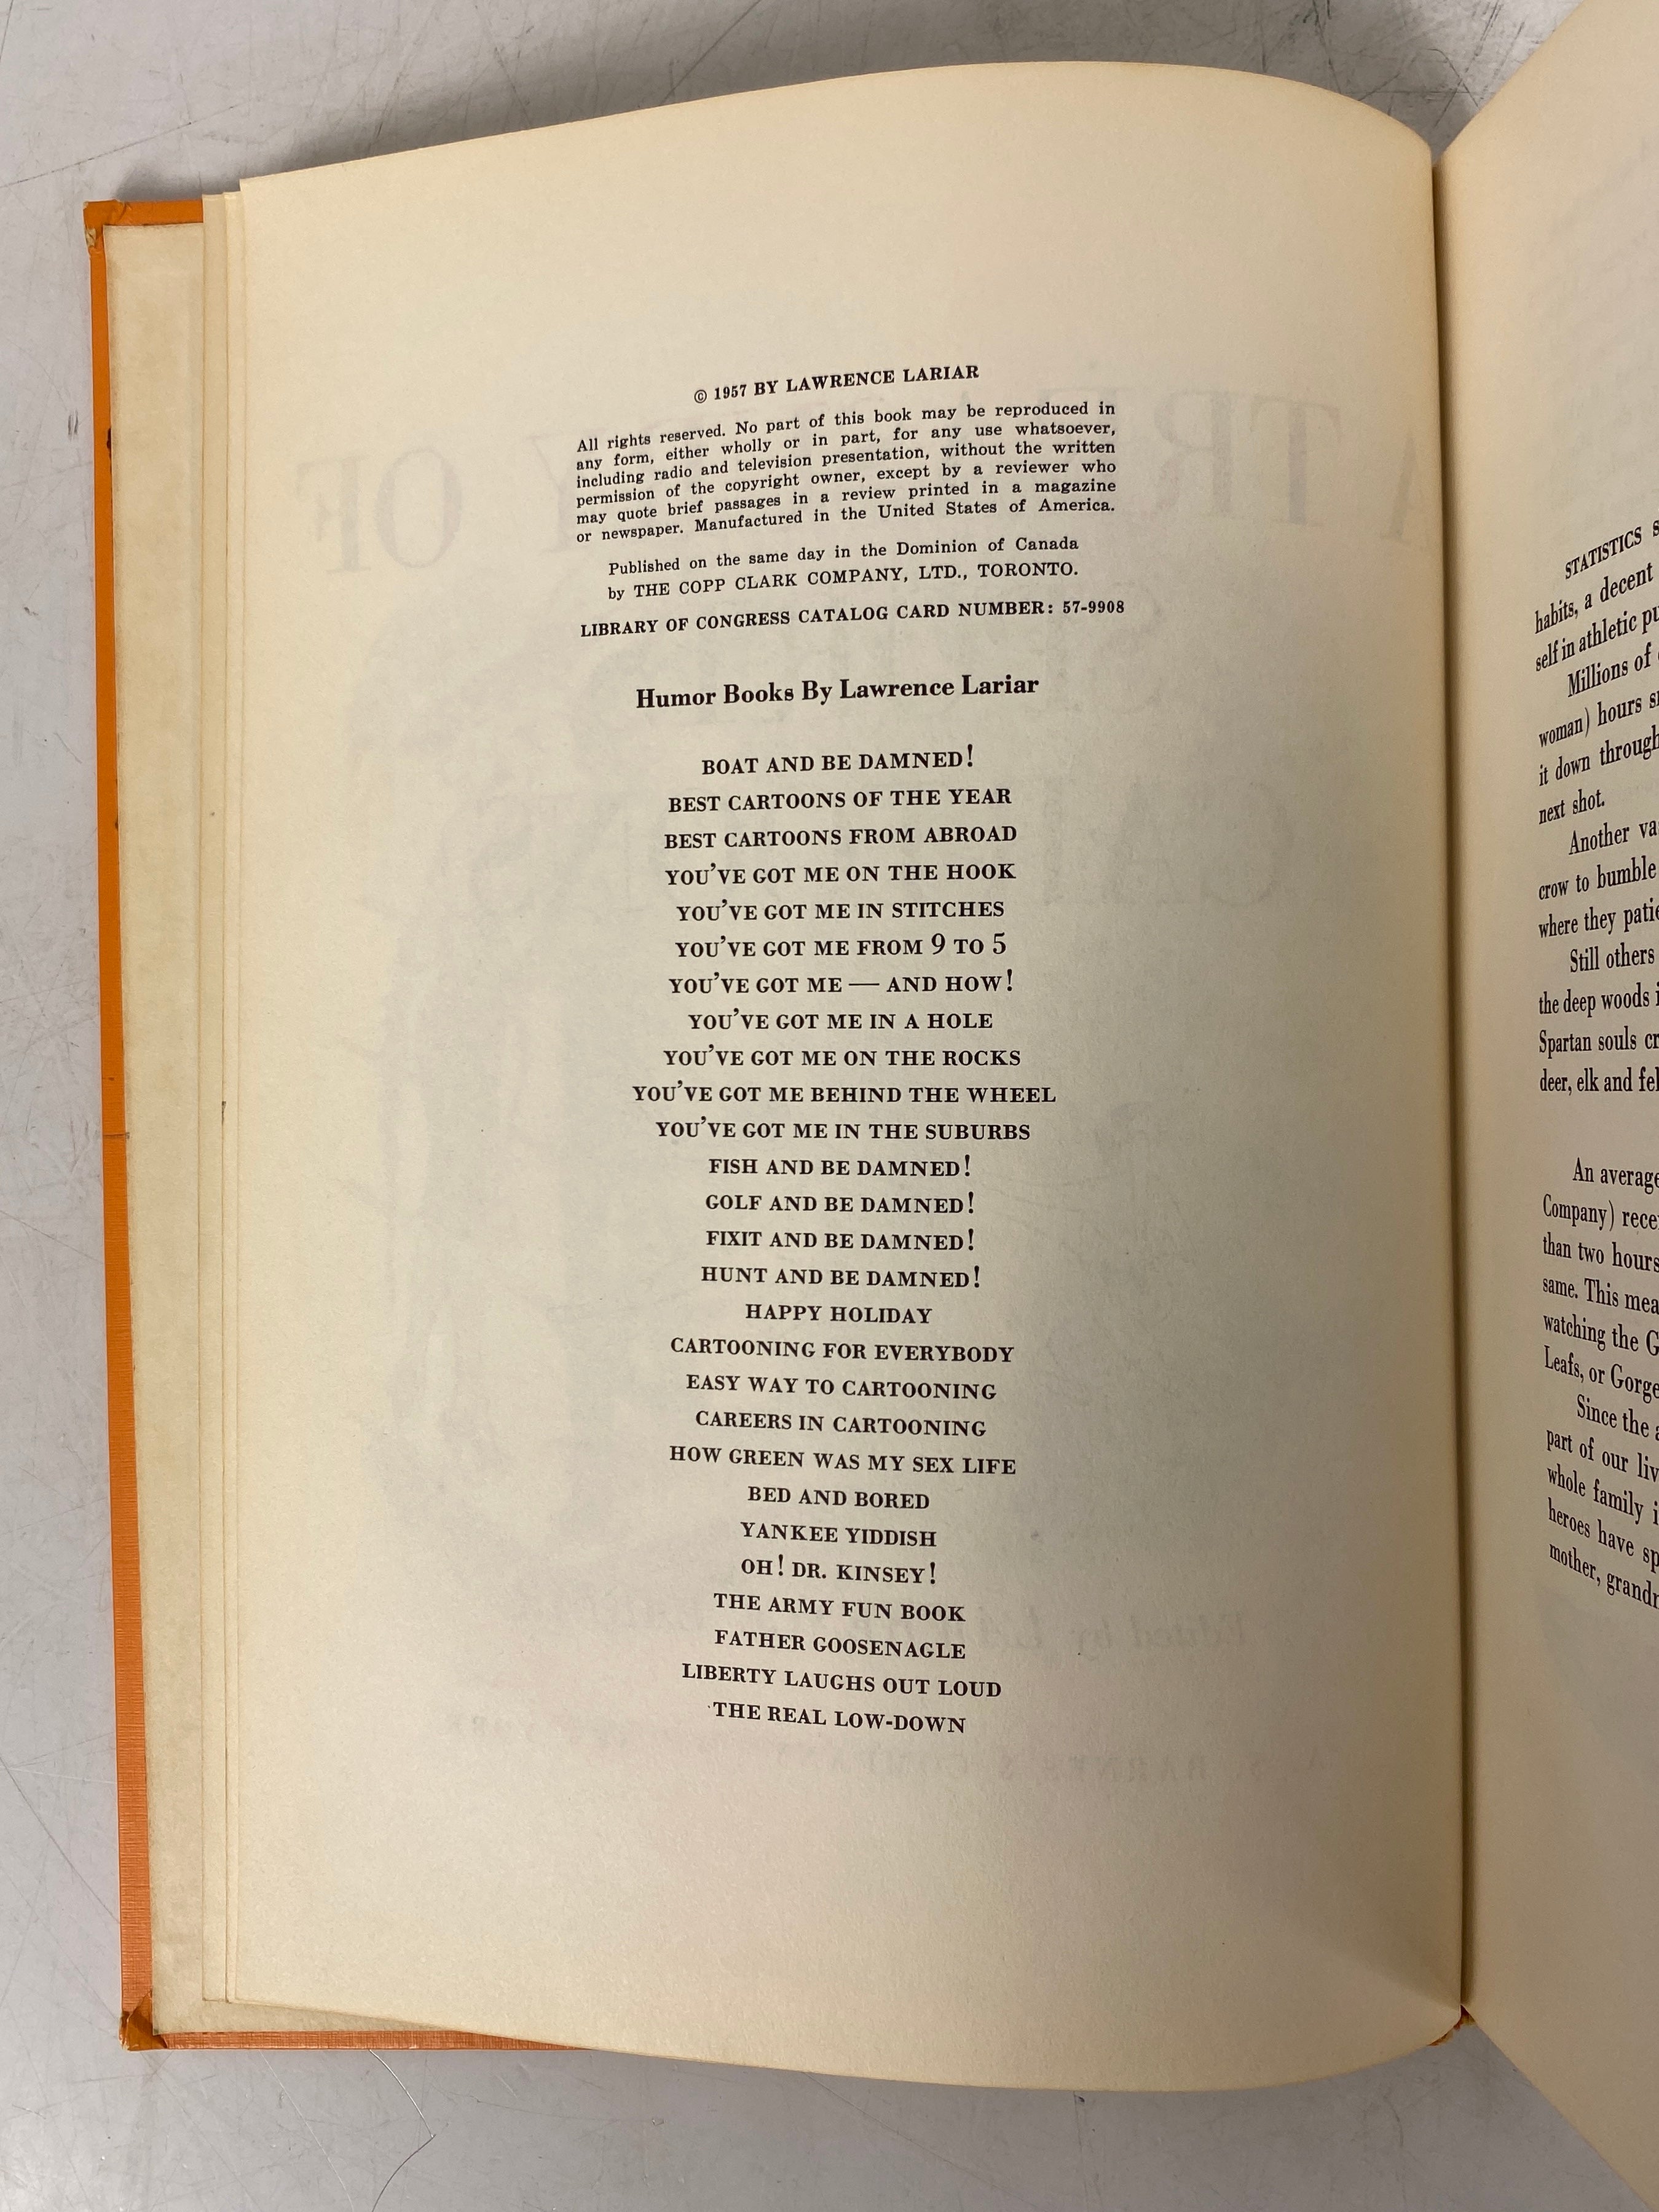 © 1957 BY LAWRENCE LARIAR
All rights reserved. No part of this book may be reproduced in
any form, either wholly or in part, for any use whatsoever,
including radio and television presentation, without the written
permission of the copyright owner, except by a reviewer who
may quote brief passages in a review printed in a magazine
or newspaper. Manufactured in the United States of America.
Published on the same day in the Dominion of Canada
by THE COPP CLARK COMPANY, LTD., TORONTO.
LIBRARY OF CONGRESS CATALOG CARD NUMBER: 57-9908
Humor Books By Lawrence Lariar
BOAT AND BE DAMNED!
BEST CARTOONS OF THE YEAR
BEST CARTOONS FROM ABROAD
YOU'VE GOT ME ON THE HOOK
YOU'VE GOT ME IN STITCHES
YOU'VE GOT ME FROM 9 TO 5
YOU'VE GOT ME — AND HOW!
YOU'VE GOT ME IN A HOLE
YOU'VE GOT ME ON THE ROCKS
YOU'VE GOT ME BEHIND THE WHEEL
YOU'VE GOT ME IN THE SUBURBS
FISH AND BE DAMNED!
GOLF AND BE DAMNED!
FIXIT AND BE DAMNED!
HUNT AND BE DAMNED!
HAPPY HOLIDAY
CARTOONING FOR EVERYBODY
EASY WAY TO CARTOONING
CAREERS IN CARTOONING
HOW GREEN WAS MY SEX LIFE
BED AND BORED
YANKEE YIDDISH
OH! DR. KINSEY!
THE ARMY FUN BOOK
FATHER GOOSENAGLE
LIBERTY LAUGHS OUT LOUD
THE REAL LOW-DOWN
STATISTICS
habits, a decent
self in athletic
Millions of
woman) hours
it down through
next shot.
Another
crow to bumble
where they
Still others
the deep woods
Spartan souls
deer, elk and
An average
Company)
than two hours
same. This
watching the
Leafs, or
Since the
part of our
whole family
heroes have
mother,